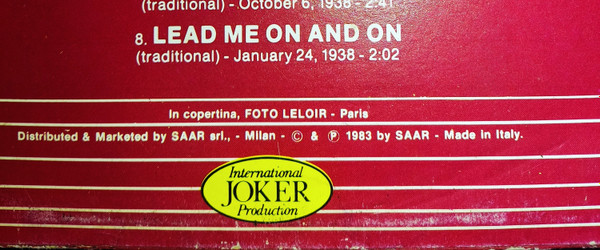 (traditional) - October 6, 1938 - 2:41
8. LEAD ME ON AND ON
(traditional) - January 24, 1938 - 2:02
In copertina, FOTO LELOIR - Paris
Distributed & Marketed by SAAR srl., - Milan - © & ℗ 1983 by SAAR - Made in Italy.
International
JOKER
Production